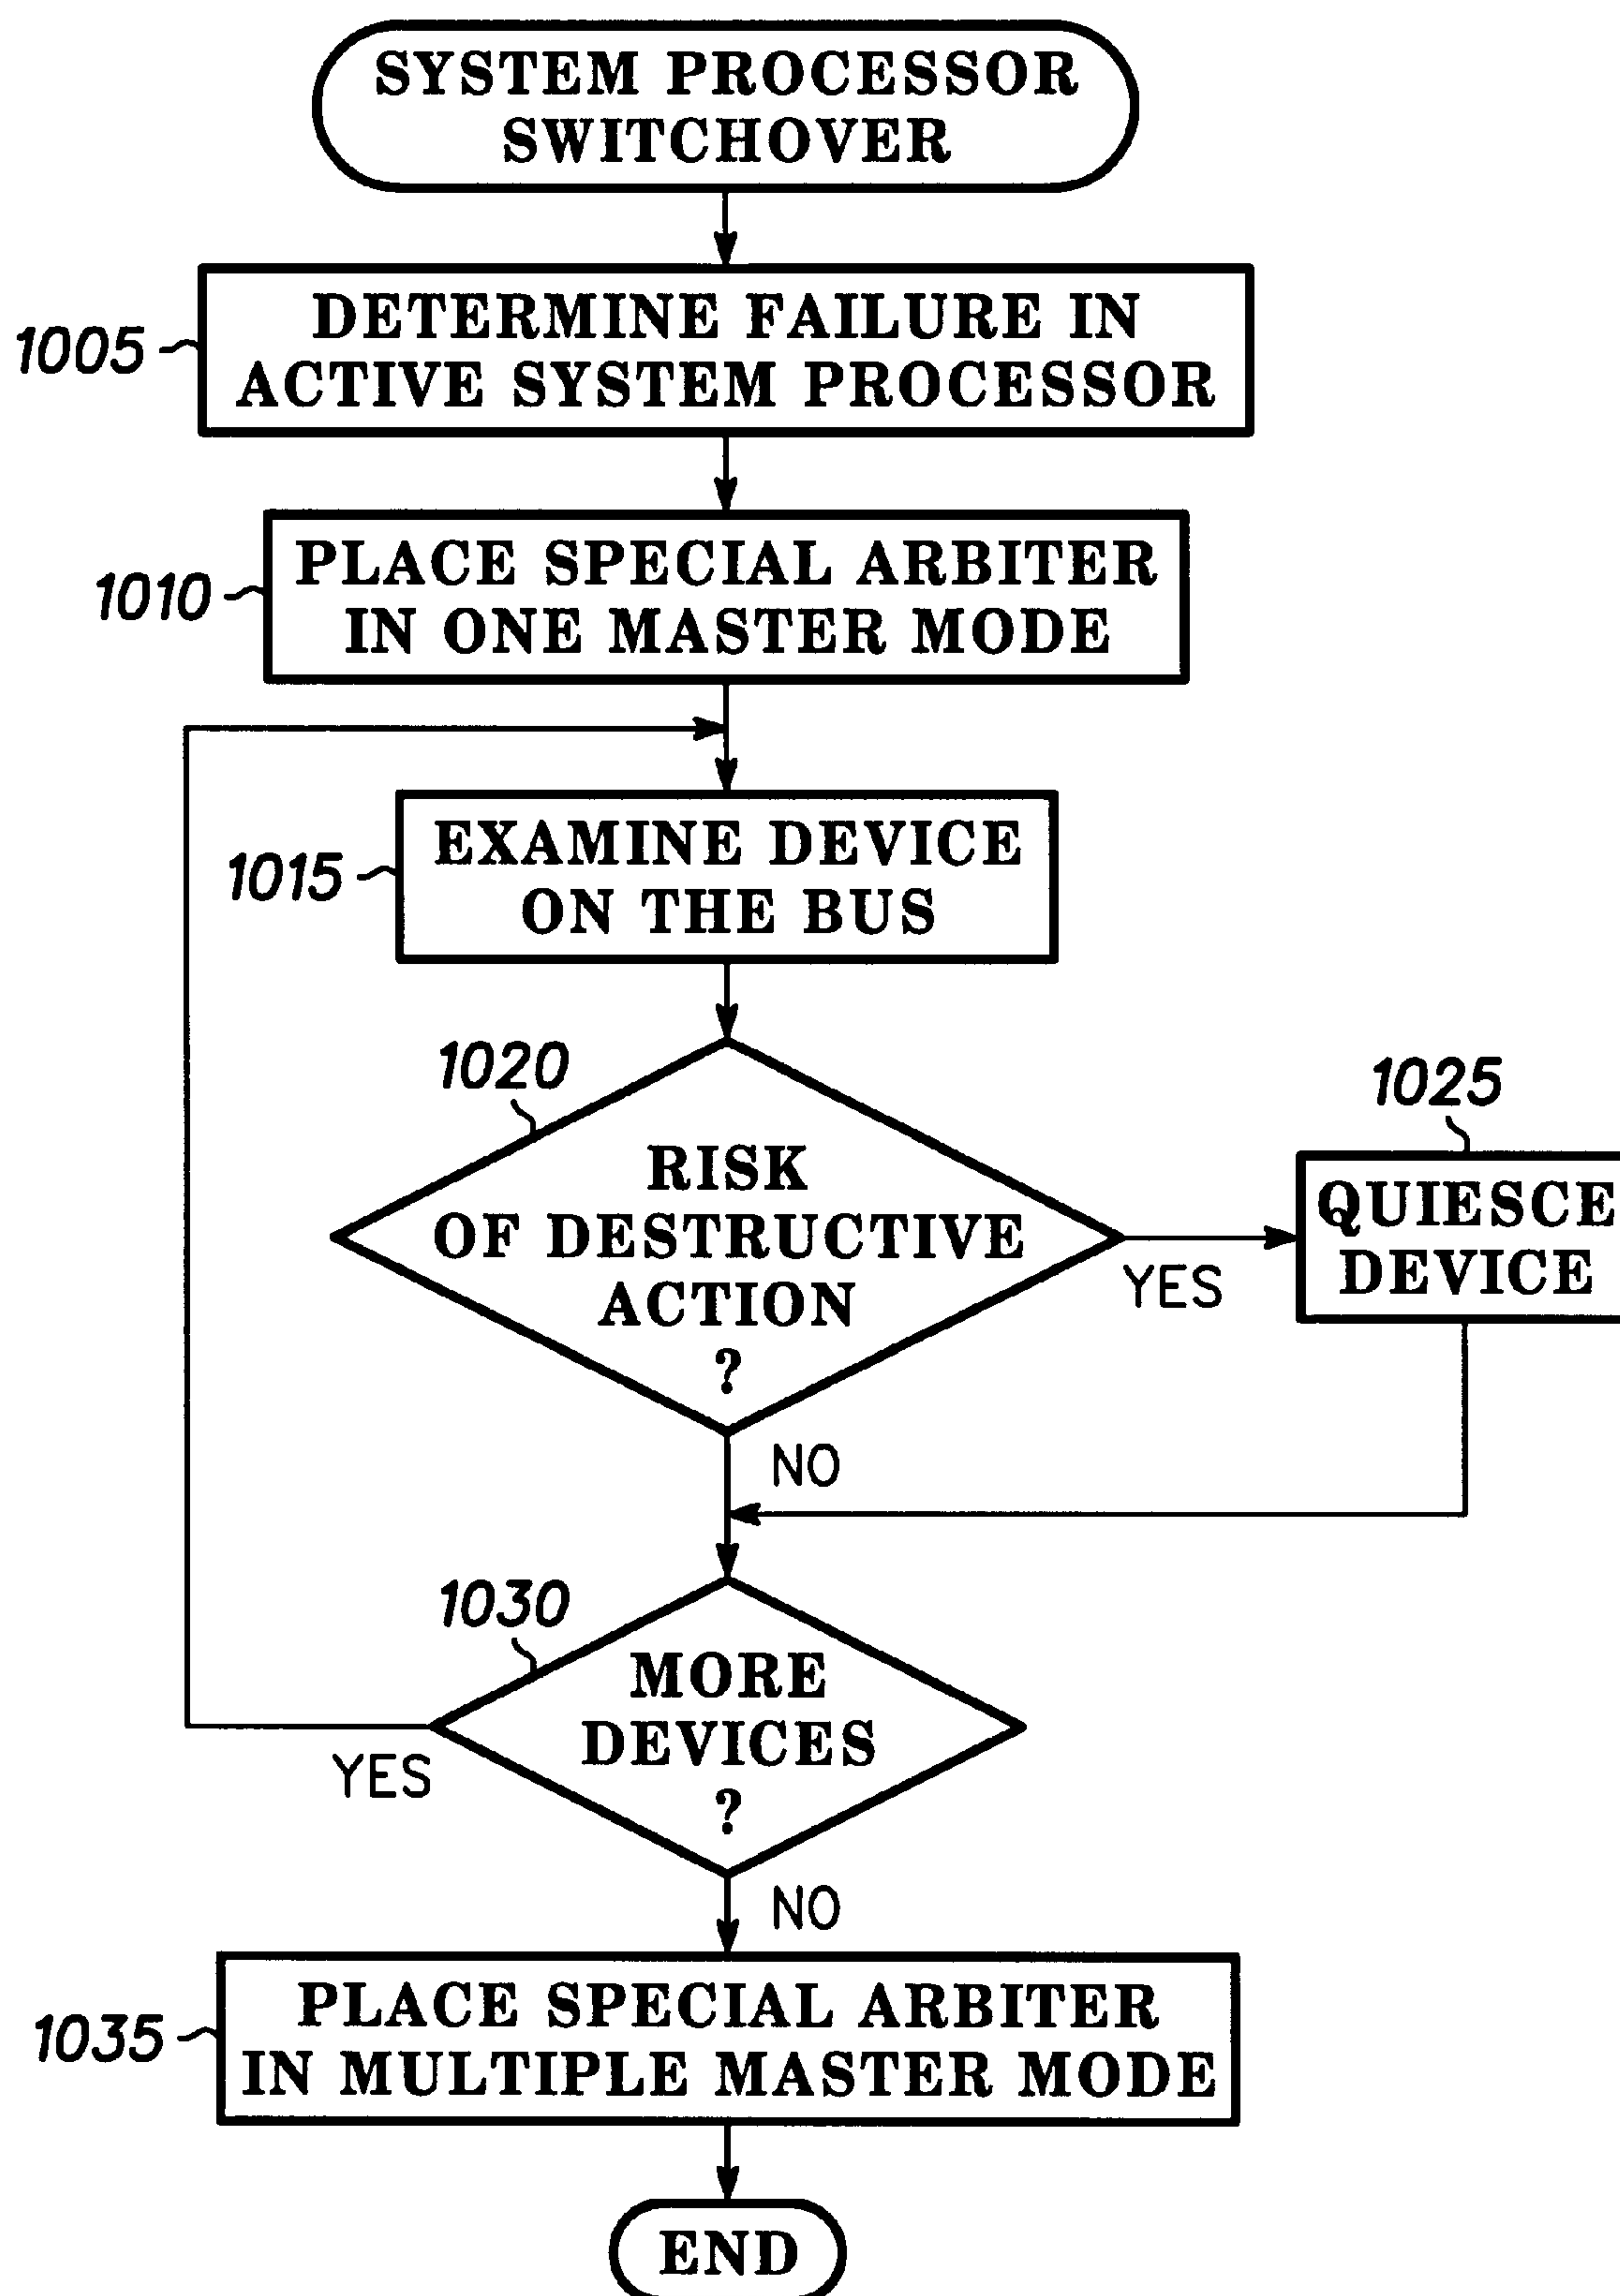 SYSTEM PROCESSOR
SWITCHOVER
1005
DETERMINE FAILURE IN
ACTIVE SYSTEM PROCESSOR
1010
PLACE SPECIAL ARBITER
IN ONE MASTER MODE
1015
EXAMINE DEVICE
ON THE BUS
1020
RISK
OF DESTRUCTIVE
ACTION
?
YES
1025
QUIESCE
DEVICE
NO
1030
MORE
DEVICES
?
YES
NO
1035
PLACE SPECIAL ARBITER
IN MULTIPLE MASTER MODE
END